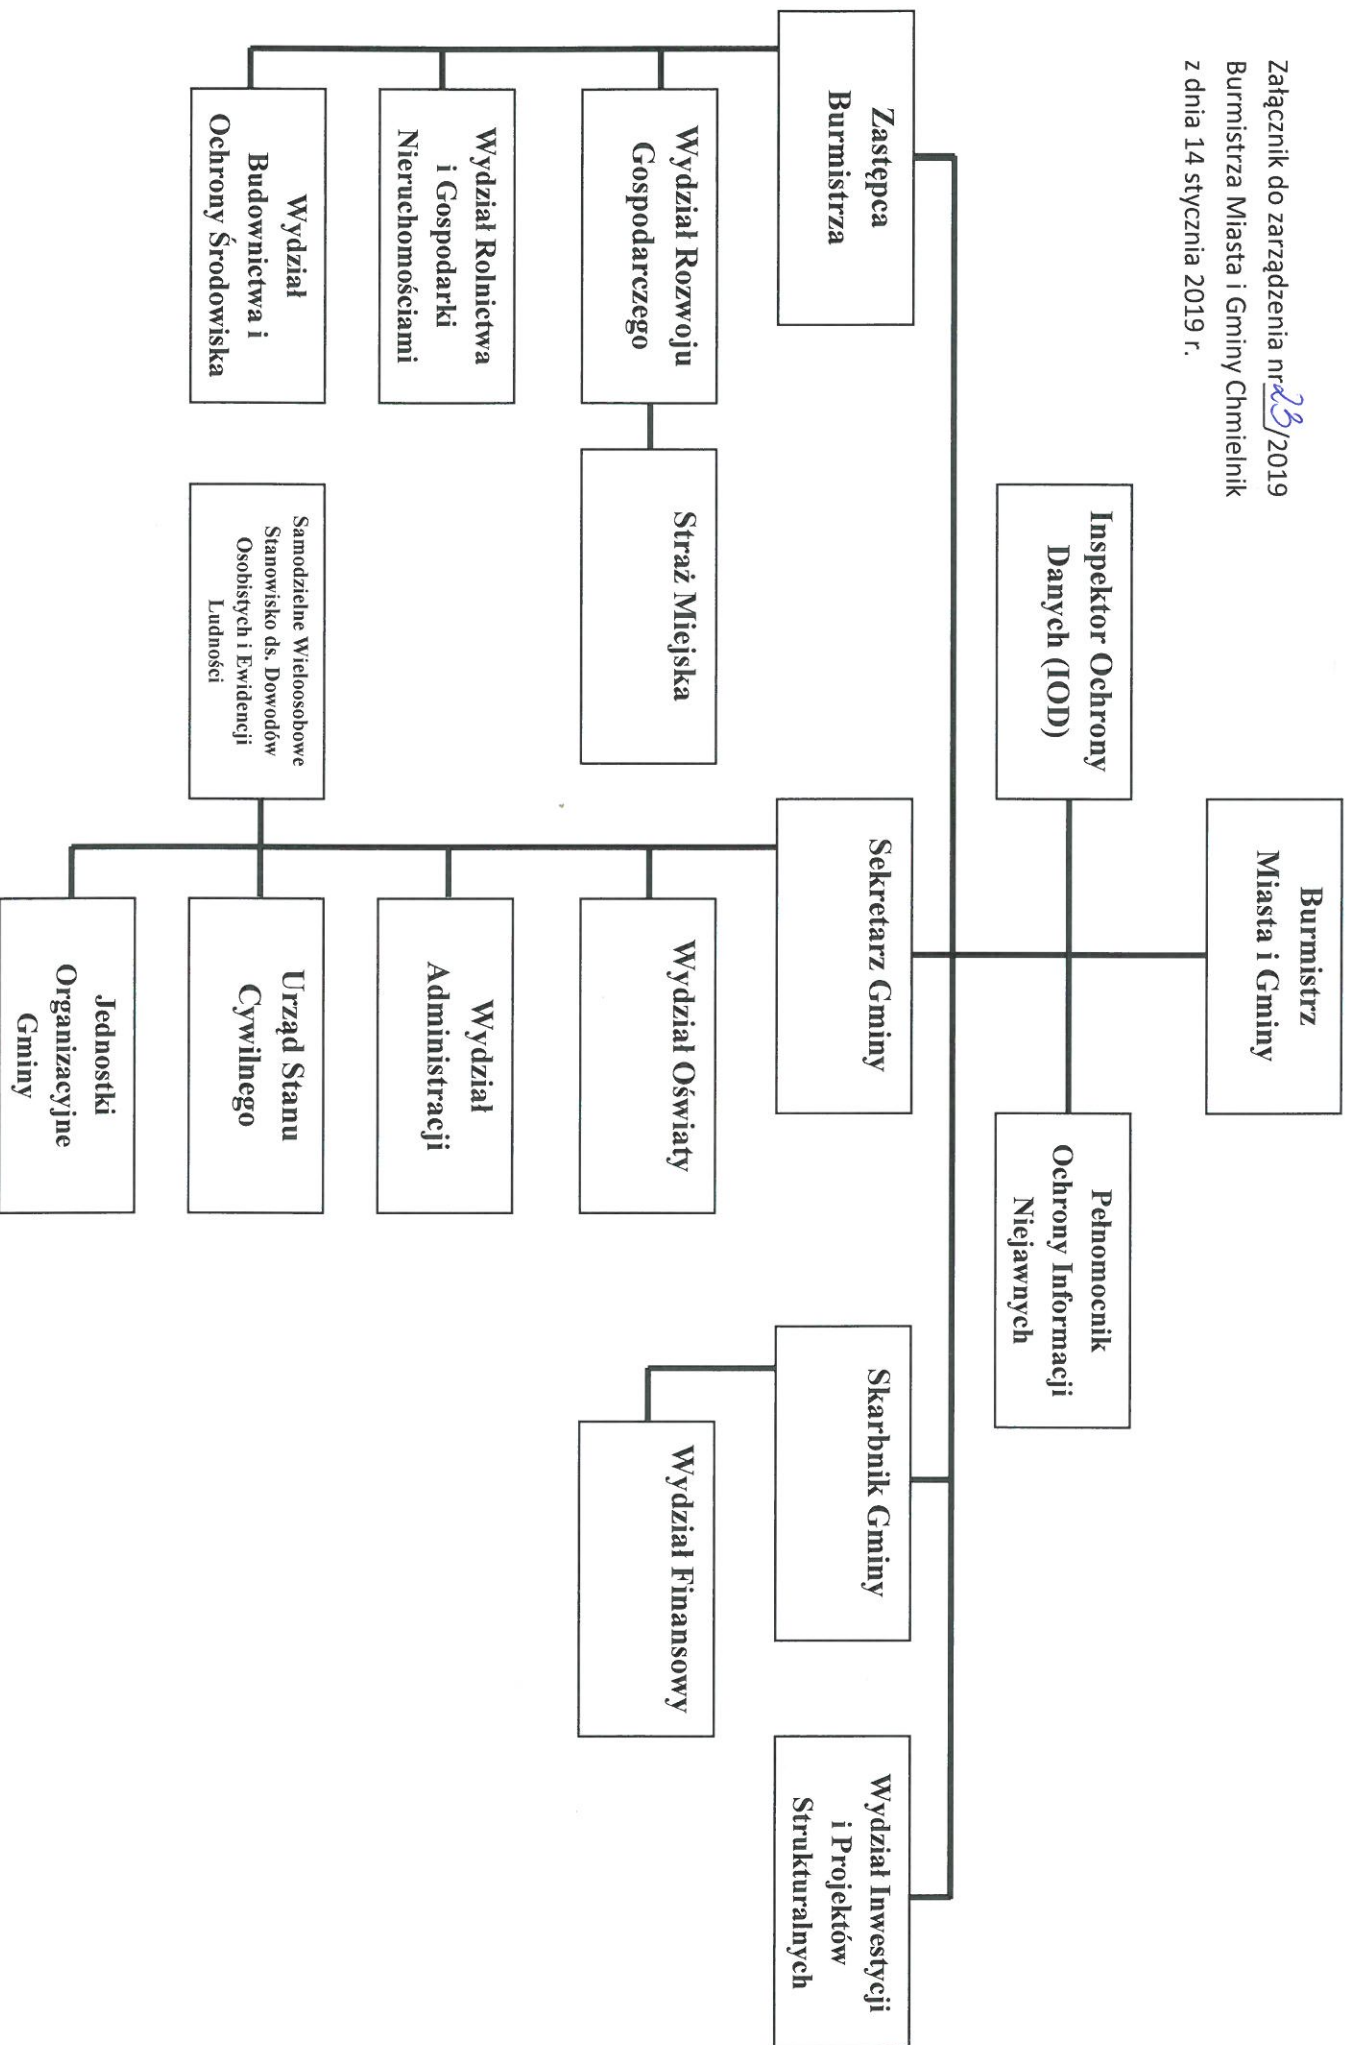 Załącznik do zarządzenia nr 23/2019
Burmistrza Miasta i Gminy Chmielnik
z dnia 14 stycznia 2019 r.
Burmistrz
Miasta i Gminy
Inspektor Ochrony
Danych (IOD)
Pełnomocnik
Ochrony Informacji
Niejawnych
Zastępca
Burmistrza
Sekretarz Gminy
Skarbnik Gminy
Wydział Inwestycji
i Projektów
Strukturalnych
Wydział Rozwoju
Gospodarczego
Straż Miejska
Wydział Oświaty
Wydział Finansowy
Wydział Rolnictwa
i Gospodarki
Nieruchomościami
Wydział
Administracji
Wydział
Budownictwa i
Ochrony Środowiska
Samodzielne Wieloosobowe
Stanowisko ds. Dowodów
Osobistych i Ewidencji
Ludności
Urząd Stanu
Cywilnego
Jednostki
Organizacyjne
Gminy